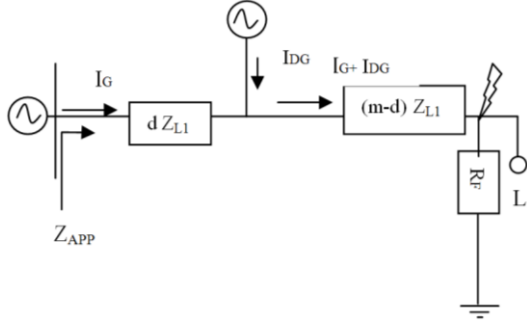 IG
IDG
IG+ IDG
d ZL1
(m-d) ZL1
RF
L
ZAPP